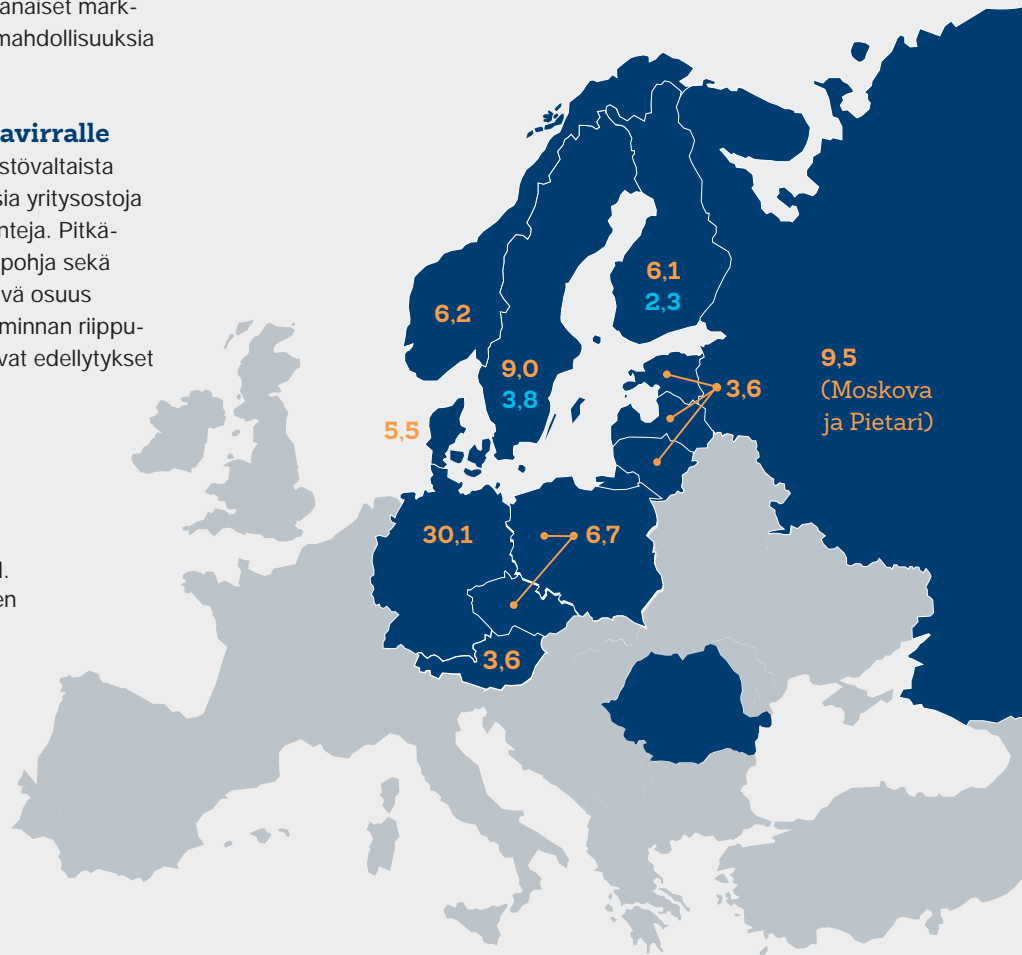 anaiset mark-
mahdollisuuksia
avirralle
stövaltaista
sia yritysostoja
nteja. Pitkä-
pohja sekä
vä osuus
minnan riippu-
vat edellytykset
l.
en
6,1
2,3
6,2
9,0
3,8
9,5
(Moskova
ja Pietari)
3,6
5,5
30,1
6,7
3,6